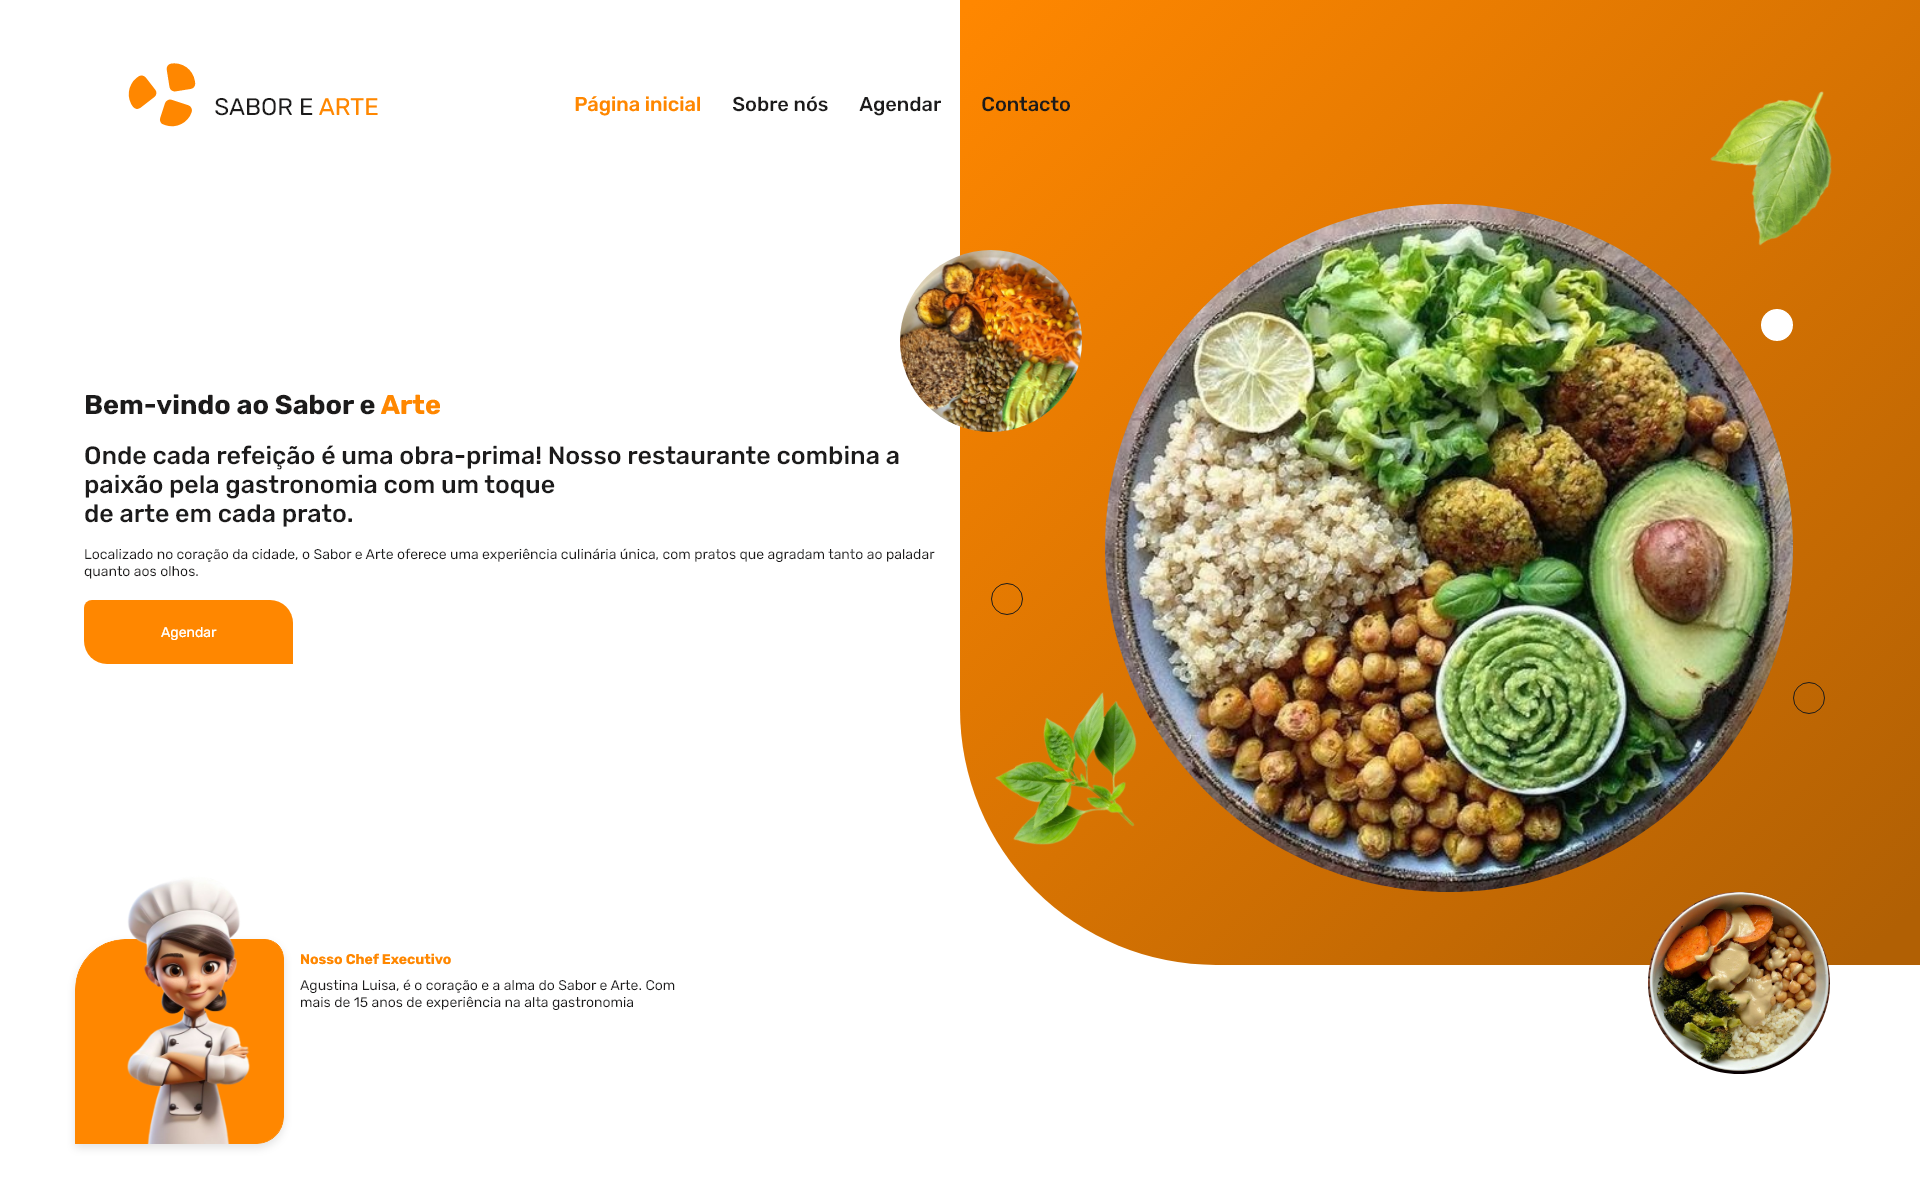 SABOR E ARTE
Página inicial Sobre nós Agendar Contacto
Bem-vindo ao Sabor e Arte
Onde cada refeição é uma obra-prima! Nosso restaurante combina a
paixão pela gastronomia com um toque
de arte em cada prato.
Localizado no coração da cidade, o Sabor e Arte oferece uma experiência culinária única, com pratos que agradam tanto ao paladar
quanto aos olhos.
Agendar
Nosso Chef Executivo
Agustina Luisa, é o coração e a alma do Sabor e Arte. Com
mais de 15 anos de experiência na alta gastronomia